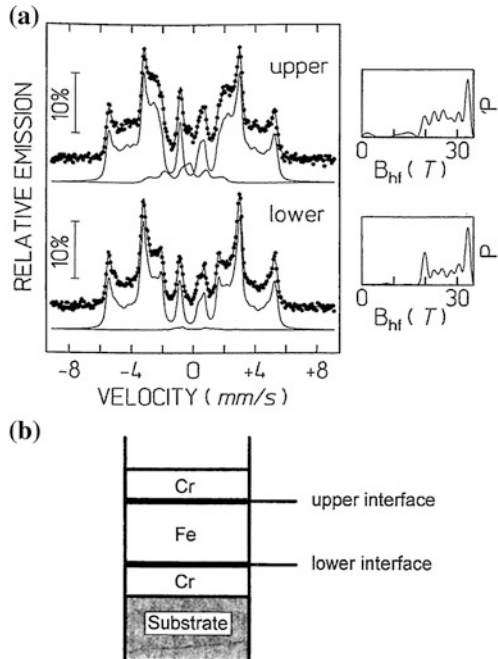 (a)
upper
10%
lower
10%
RELATIVE EMISSION
-8 -4 0 +4 +8
VELOCITY (mm/s)
P
0 30
Bhf (T)
P
0 30
Bhf (T)
(b)
Cr
upper interface
Fe
lower interface
Cr
Substrate